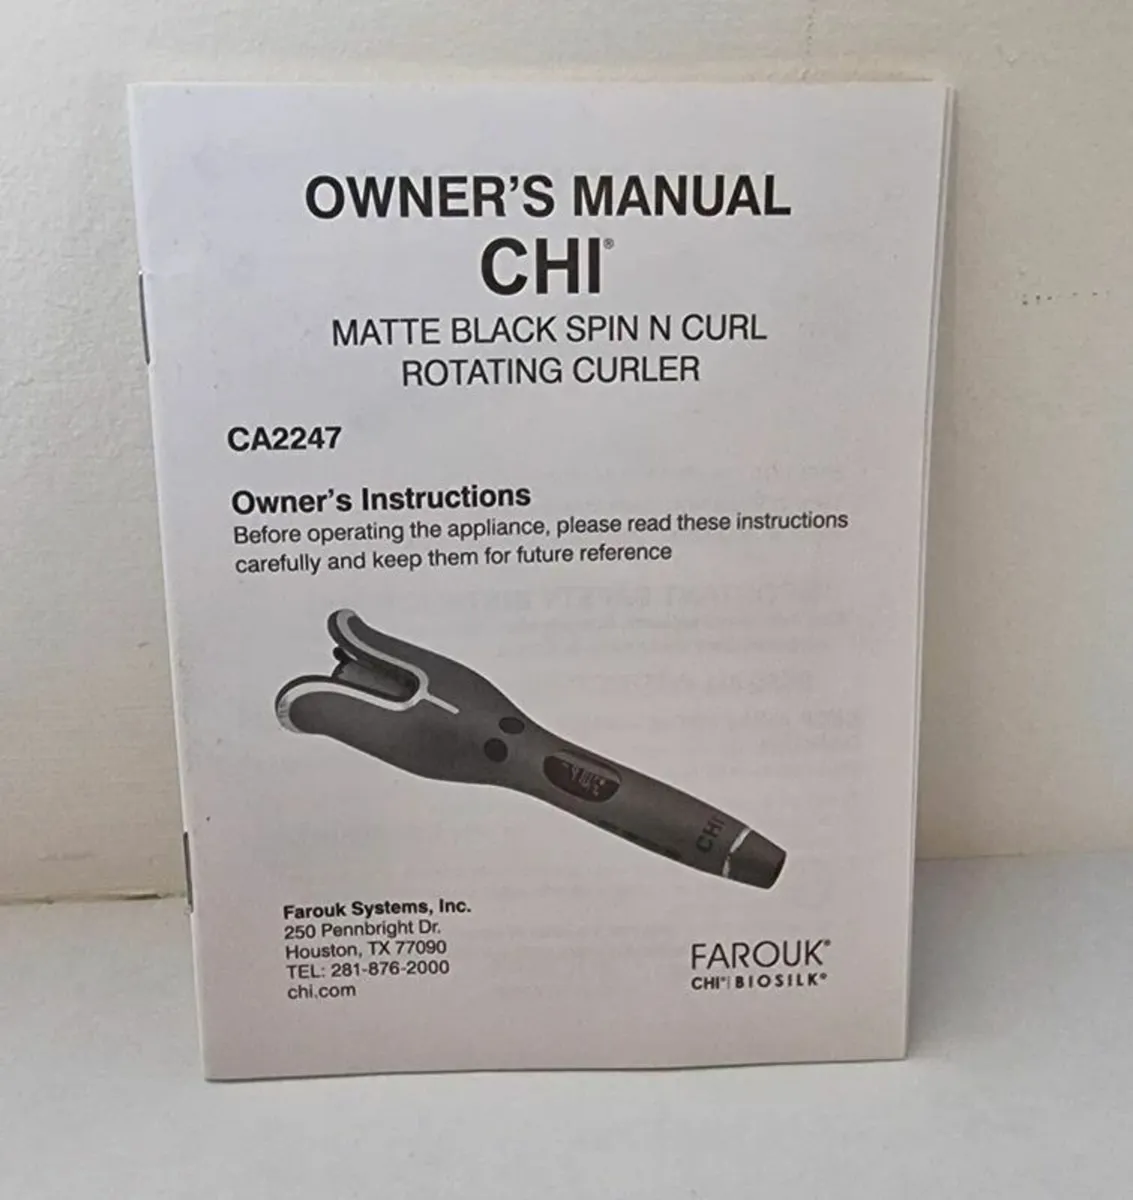 OWNER'S MANUAL
CHI®
MATTE BLACK SPIN N CURL
ROTATING CURLER
CA2247
Owner's Instructions
Before operating the appliance, please read these instructions
carefully and keep them for future reference
CHI
Farouk Systems, Inc.
250 Pennbright Dr.
Houston, TX 77090
TEL: 281-876-2000
chi.com
FAROUK®
CHI®|BIOSILK®